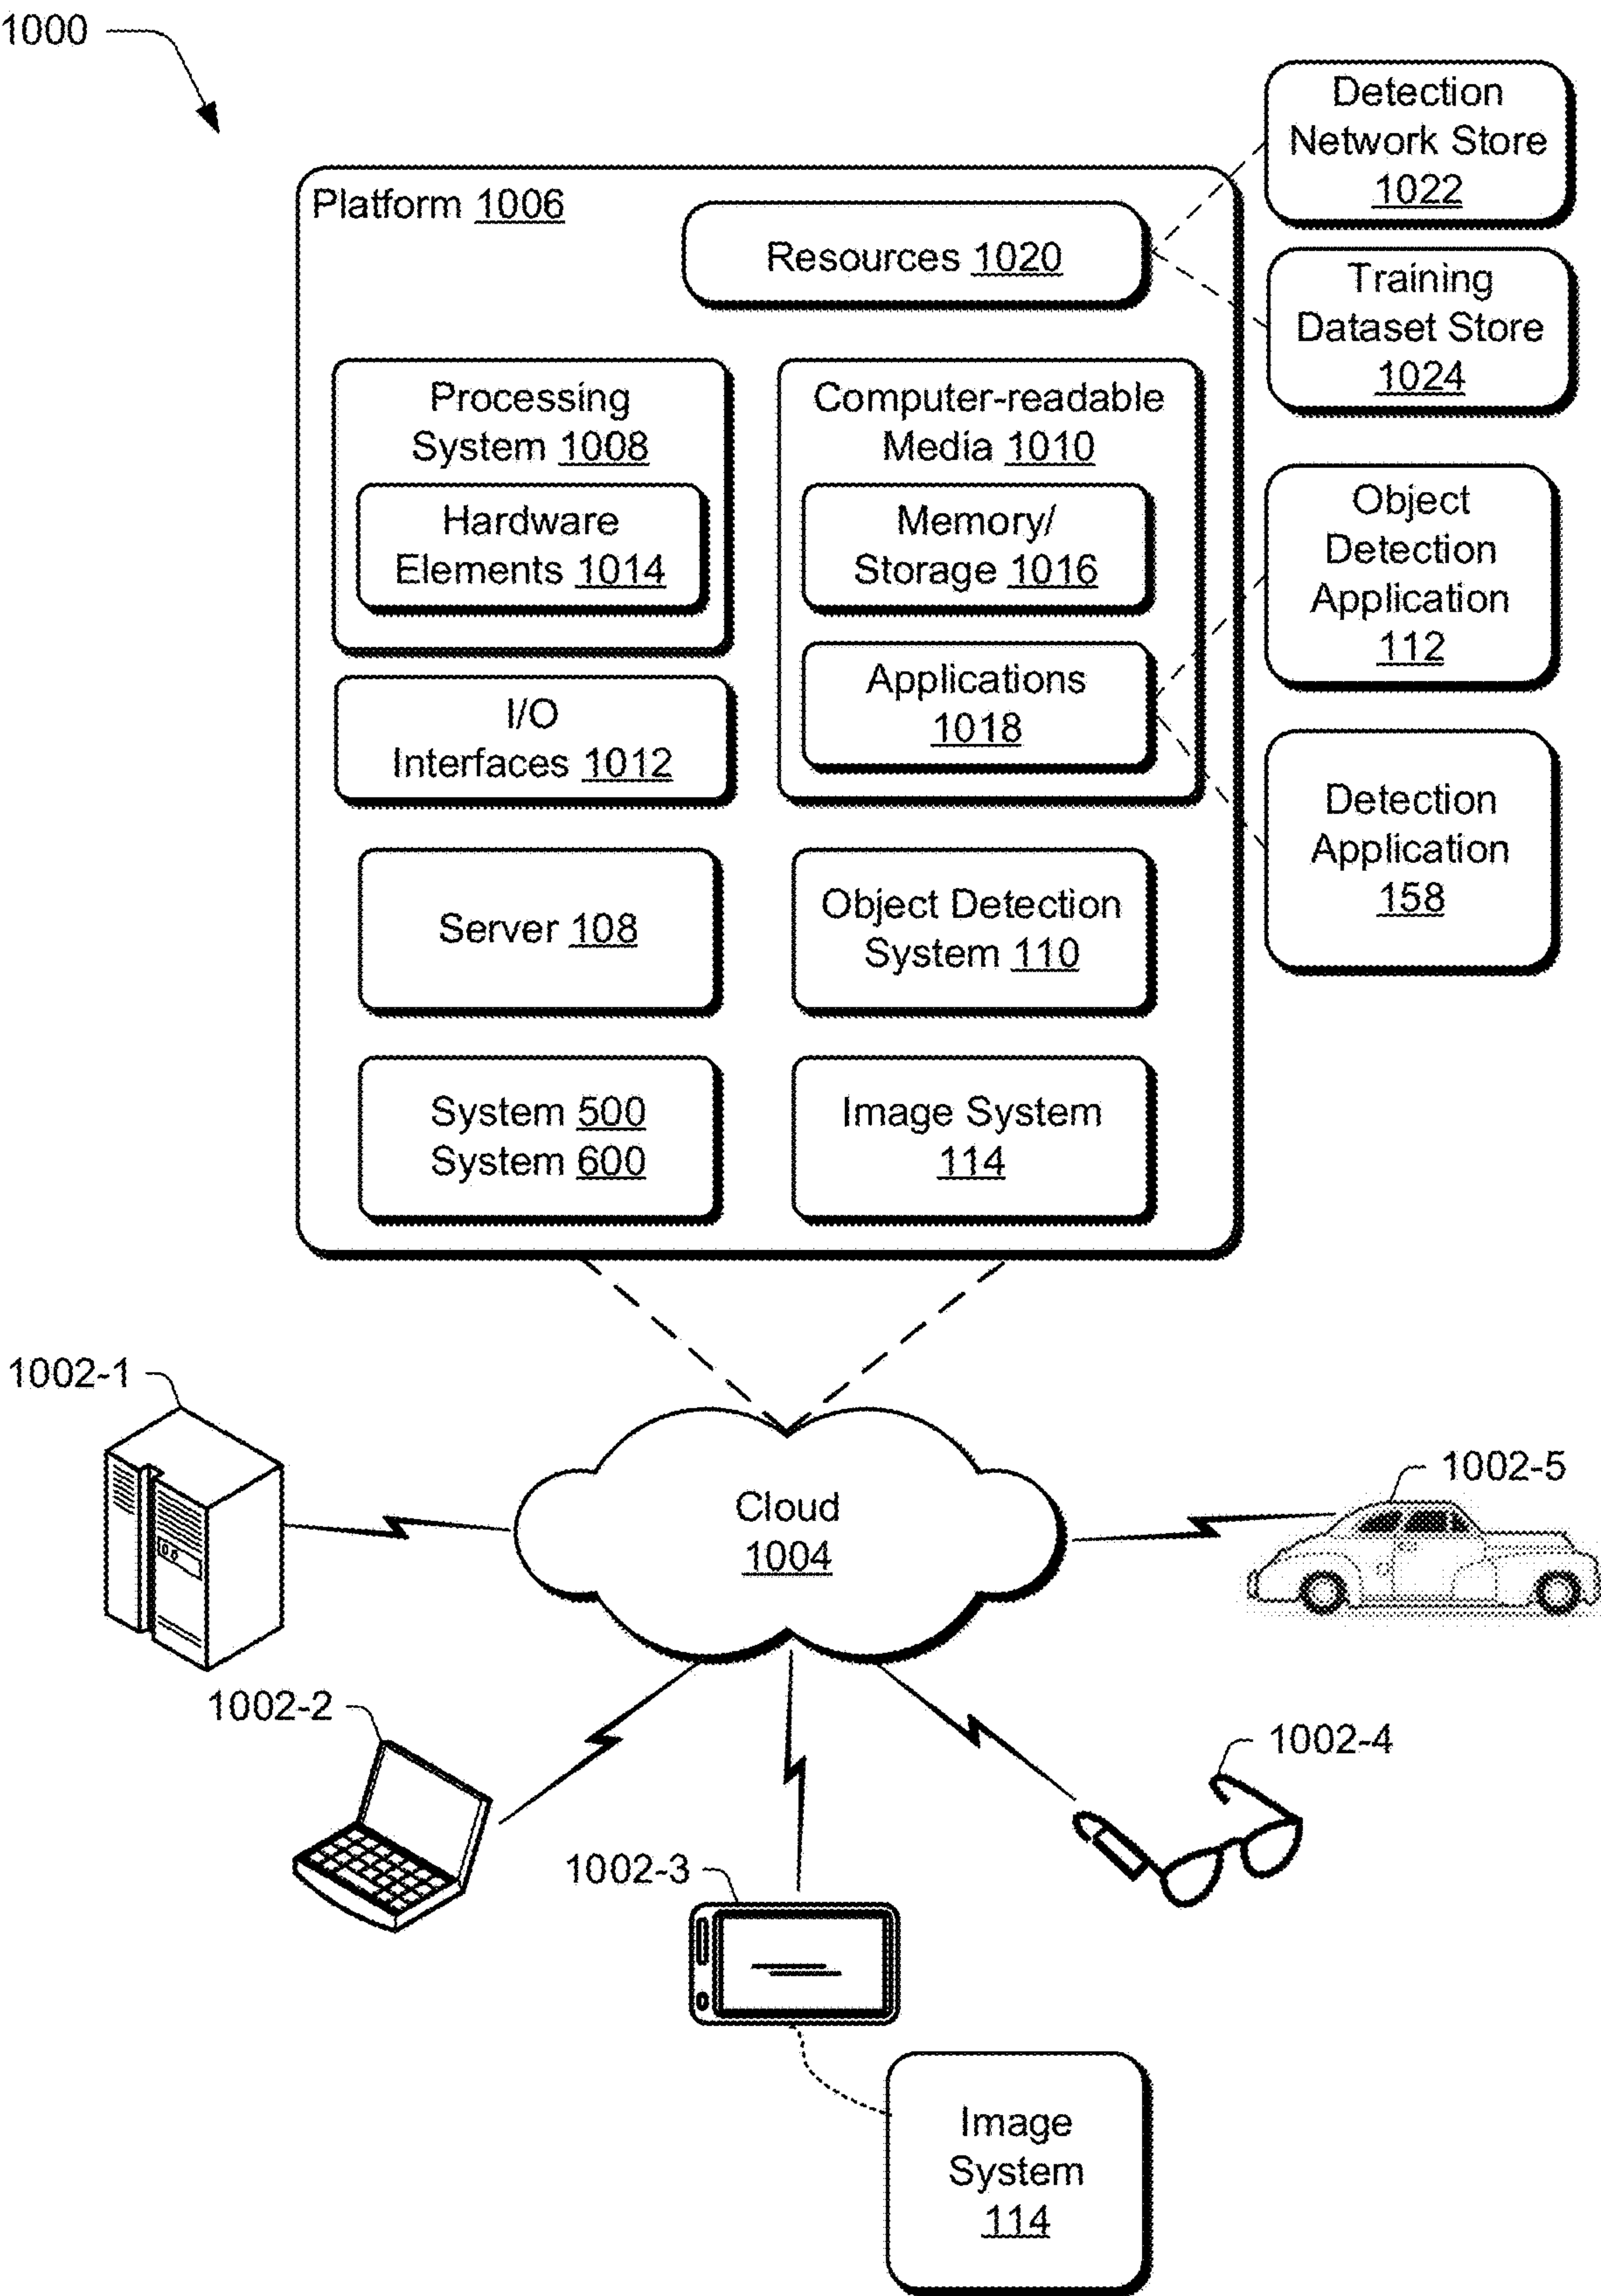 1000
Detection
Network Store
1022
Platform 1006
Resources 1020
Training
Dataset Store
1024
Processing
System 1008
Hardware
Elements 1014
Computer-readable
Media 1010
Memory/
Storage 1016
Applications
1018
Object
Detection
Application
112
I/O
Interfaces 1012
Detection
Application
158
Server 108
Object Detection
System 110
System 500
System 600
Image System
114
1002-1
Cloud
1004
1002-5
1002-2
1002-4
1002-3
Image
System
114